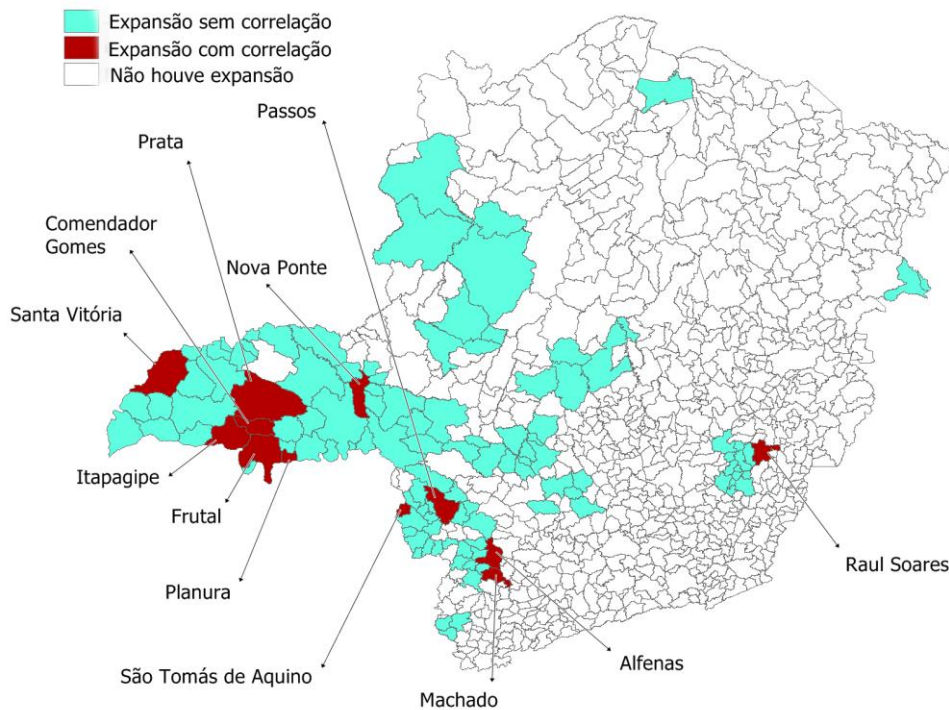 Expansão sem correlação
Expansão com correlação
Não houve expansão
Passos
Prata
Comendador
Gomes
Nova Ponte
Santa Vitória
Itapagipe
Frutal
Planura
Raul Soares
São Tomás de Aquino
Alfenas
Machado